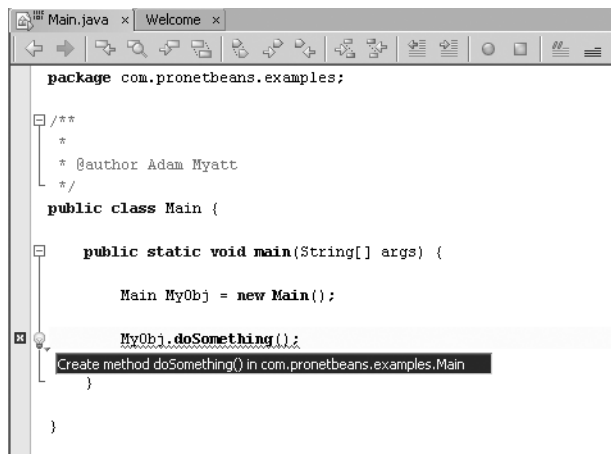 Main.java × Welcome ×
package com.pronetbeans.examples;
/**
*
* @author Adam Myatt
*/
public class Main {
public static void main(String[] args) {
Main MyObj = new Main();
MyObj.doSomething();
Create method doSomething() in com.pronetbeans.examples.Main
}
}